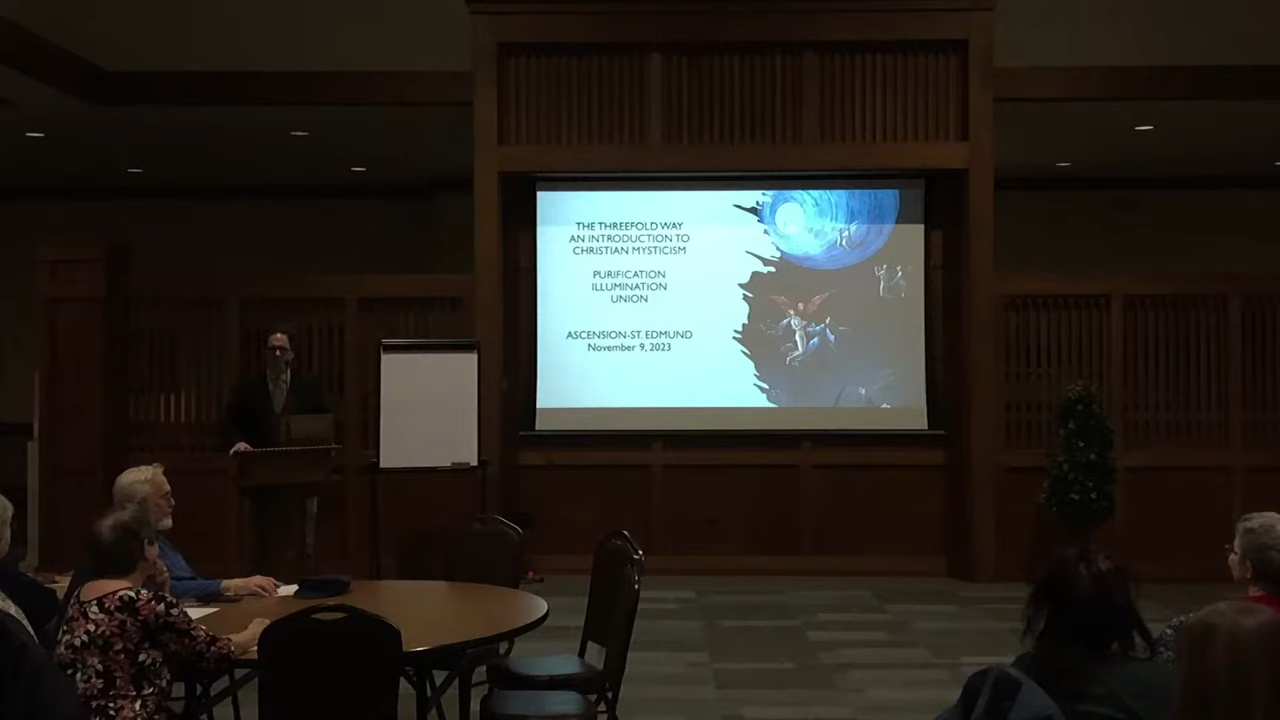 THE THREEFOLD WAY
AN INTRODUCTION TO
CHRISTIAN MYSTICISM
PURIFICATION
ILLUMINATION
UNION
ASCENSION-ST. EDMUND
November 9, 2023